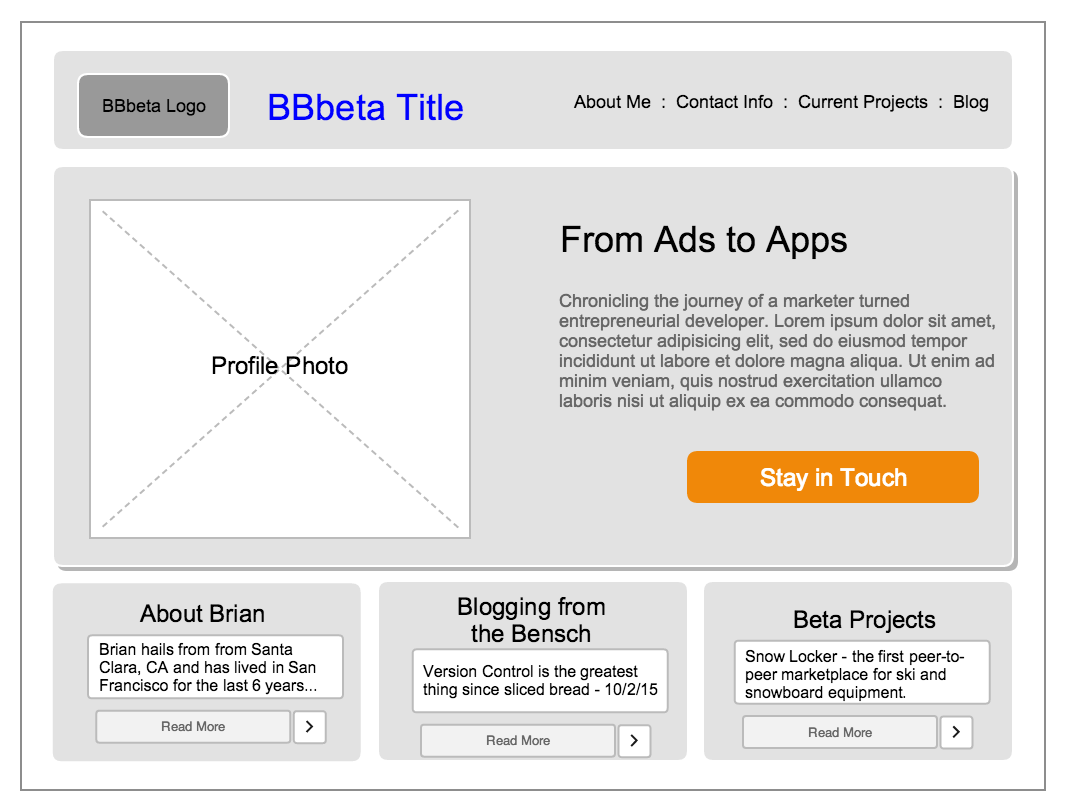 BBbeta Logo
BBbeta Title
About Me : Contact Info : Current Projects : Blog
Profile Photo
From Ads to Apps
Chronicling the journey of a marketer turned
entrepreneurial developer. Lorem ipsum dolor sit amet,
consectetur adipisicing elit, sed do eiusmod tempor
incididunt ut labore et dolore magna aliqua. Ut enim ad
minim veniam, quis nostrud exercitation ullamco
laboris nisi ut aliquip ex ea commodo consequat.
Stay in Touch
About Brian
Brian hails from from Santa
Clara, CA and has lived in San
Francisco for the last 6 years...
Read More
Blogging from
the Bensch
Version Control is the greatest
thing since sliced bread - 10/2/15
Read More
Beta Projects
Snow Locker - the first peer-to-
peer marketplace for ski and
snowboard equipment.
Read More